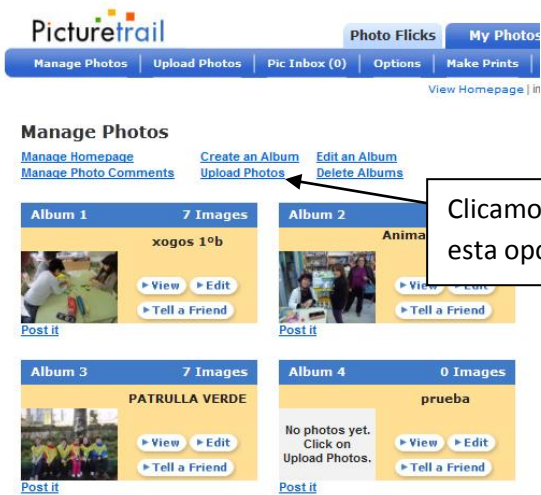 Picturetrail
Photo Flicks My Photos
Manage Photos Upload Photos Pic Inbox (0) Options Make Prints
View Homepage |
Manage Photos
Manage Homepage Create an Album Edit an Album
Manage Photo Comments Upload Photos Delete Albums
Clicamo
esta opc
Album 1 7 Images
xogos 1ºb
View Edit
Tell a Friend
Post it
Album 2
Anima
View Edit
Tell a Friend
Post it
Album 3 7 Images
PATRULLA VERDE
View Edit
Tell a Friend
Post it
Album 4 0 Images
prueba
No photos yet.
Click on
Upload Photos.
View Edit
Tell a Friend
Post it